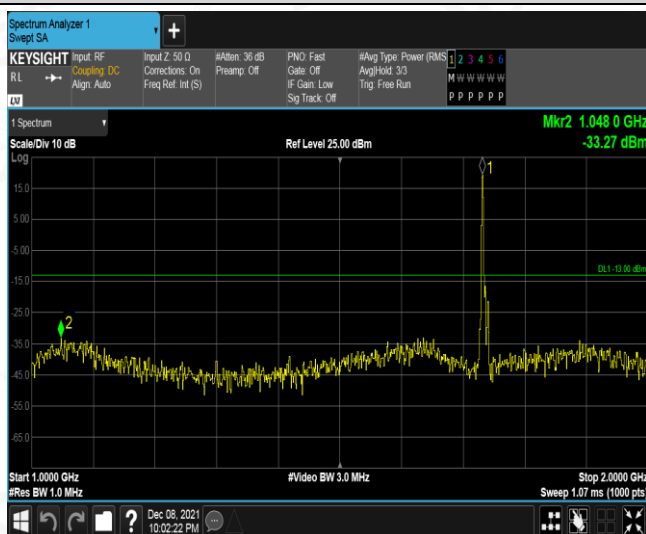 Spectrum Analyzer 1
Swept SA
+
KEYSIGHT
RL
LXI
Input: RF
Coupling: DC
Align: Auto
Input Z: 50 Ω
Corrections: On
Freq Ref: Int (S)
#Atten: 36 dB
Preamp: Off
PNO: Fast
Gate: Off
IF Gain: Low
Sig Track: Off
#Avg Type: Power (RMS
Avg|Hold: 3/3
Trig: Free Run
1 2 3 4 5 6
M W W W W W
P P P P P P
1 Spectrum
Scale/Div 10 dB
Ref Level 25.00 dBm
Mkr2 1.048 0 GHz
-33.27 dBm
Log
15.0
5.00
-5.00
-15.0
-25.0
-35.0
-45.0
-55.0
-65.0
1
2
DL1 -13.00 dBm
Start 1.0000 GHz
#Res BW 1.0 MHz
#Video BW 3.0 MHz
Stop 2.0000 GHz
Sweep 1.07 ms (1000 pts)
?
Dec 08, 2021
10:02:22 PM